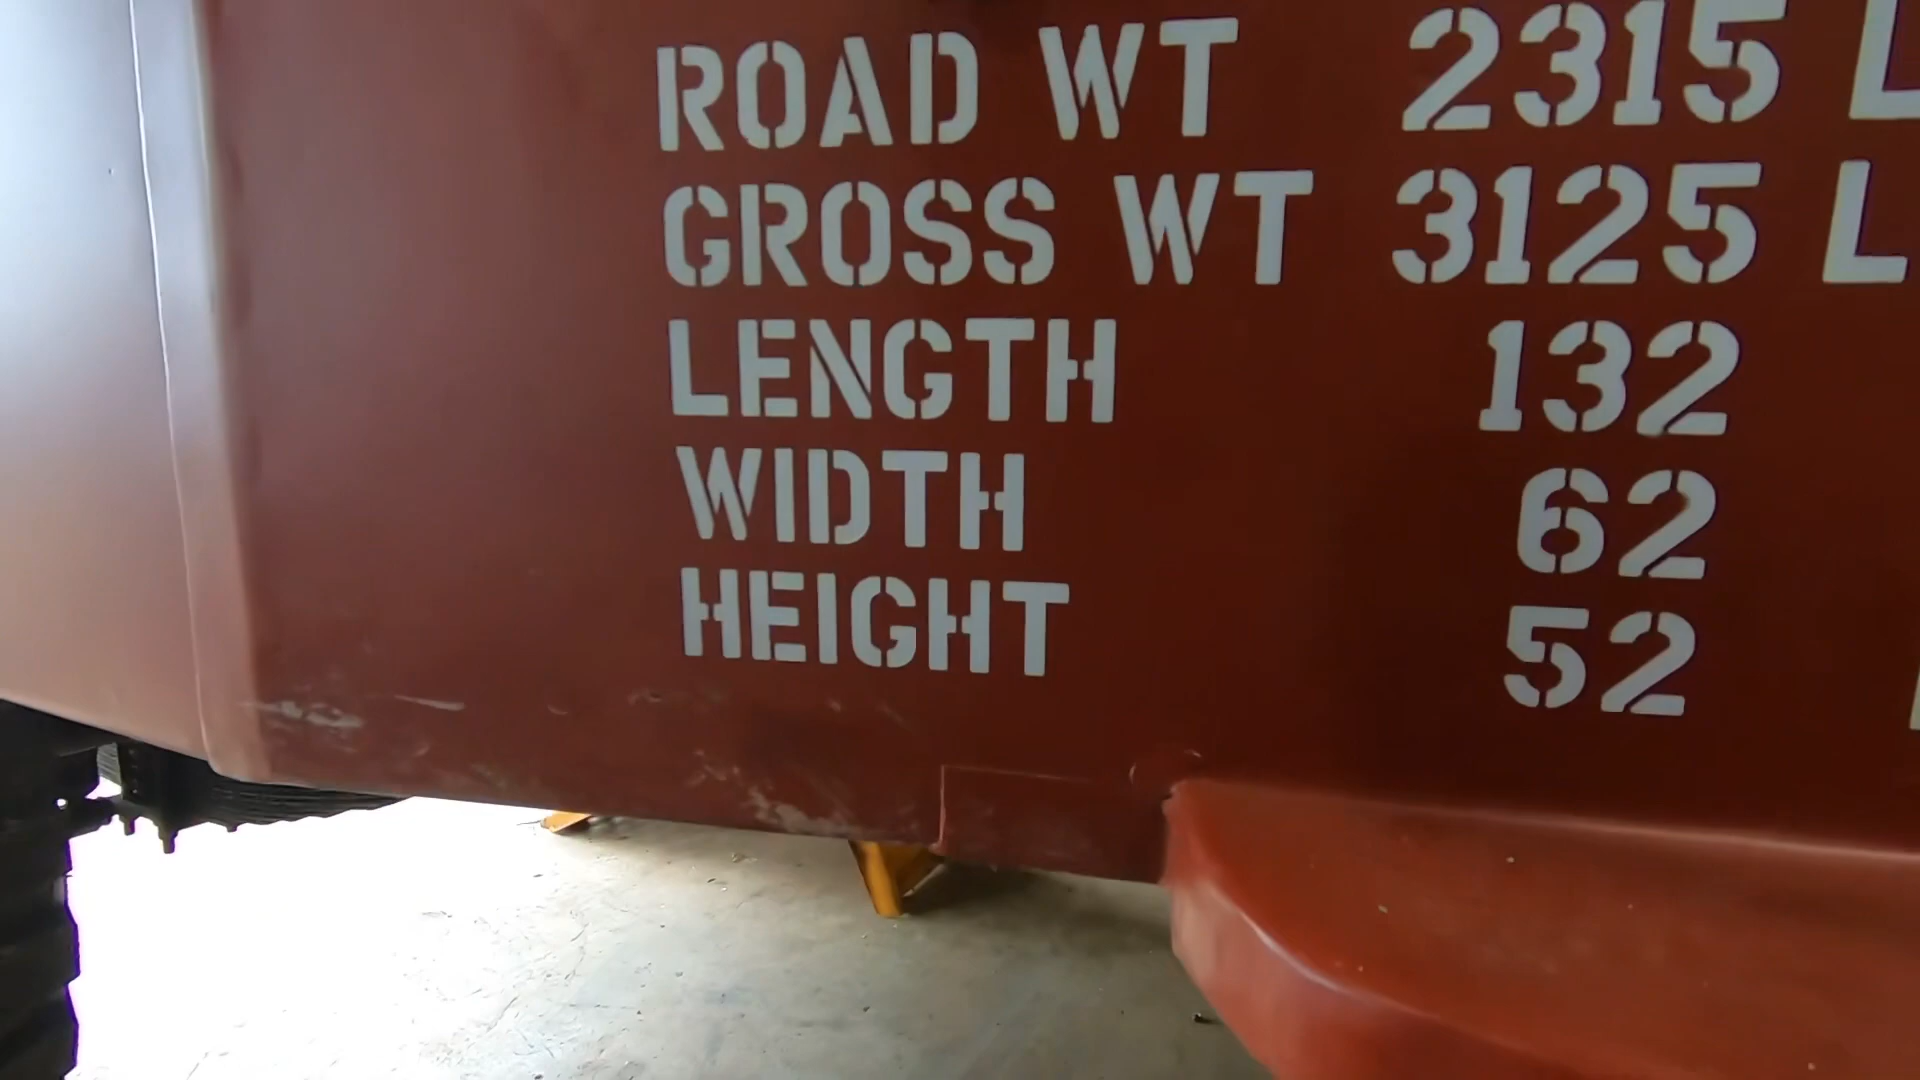 ROAD WT 2315 L
GROSS WT 3125 L
LENGTH 132
WIDTH 62
HEIGHT 52